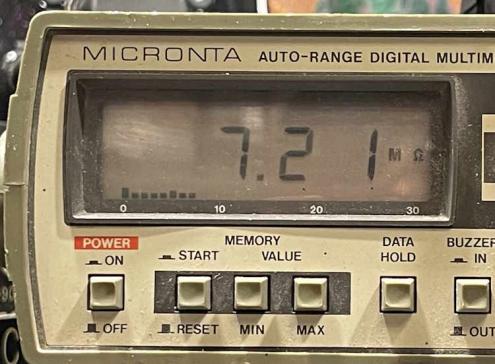 MICRONTA AUTO-RANGE DIGITAL MULTIM
7.21 MΩ
0 10 20 30
POWER
ON
OFF
MEMORY
START VALUE
RESET MIN MAX
DATA
HOLD
BUZZER
IN
OUT